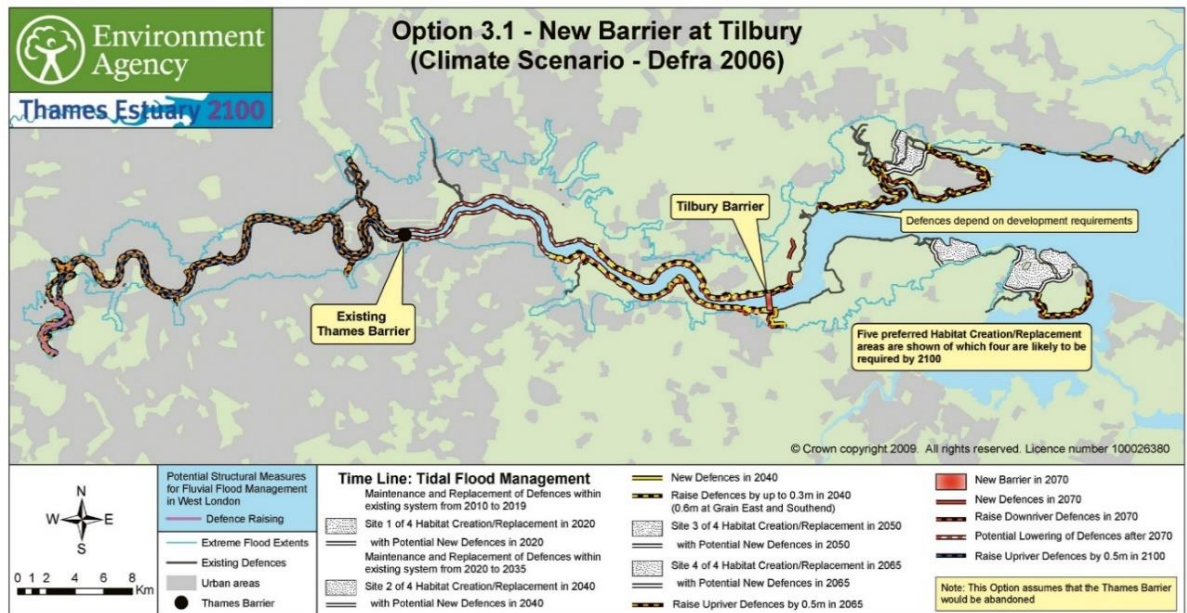 Environment
Agency
Thames Estuary 2100
Option 3.1 - New Barrier at Tilbury
(Climate Scenario - Defra 2006)
Tilbury Barrier
Defences depend on development requirements
Existing
Thames Barrier
Five preferred Habitat Creation/Replacement
areas are shown of which four are likely to be
required by 2100
© Crown copyright 2009. All rights reserved. Licence number 100026380
N
W E
S
0 1 2 4 6 8
Km
Potential Structural Measures
for Fluvial Flood Management
in West London
Defence Raising
Extreme Flood Extents
Existing Defences
Urban areas
Thames Barrier
Time Line: Tidal Flood Management
Maintenance and Replacement of Defences within
existing system from 2010 to 2019
Site 1 of 4 Habitat Creation/Replacement in 2020
with Potential New Defences in 2020
Maintenance and Replacement of Defences within
existing system from 2020 to 2035
Site 2 of 4 Habitat Creation/Replacement in 2040
with Potential New Defences in 2040
New Defences in 2040
Raise Defences by up to 0.3m in 2040
(0.6m at Grain East and Southend)
Site 3 of 4 Habitat Creation/Replacement in 2050
with Potential New Defences in 2050
Site 4 of 4 Habitat Creation/Replacement in 2065
with Potential New Defences in 2065
Raise Upriver Defences by 0.5m in 2065
New Barrier in 2070
New Defences in 2070
Raise Downriver Defences in 2070
Potential Lowering of Defences after 2070
Raise Upriver Defences by 0.5m in 2100
Note: This Option assumes that the Thames Barrier
would be abandoned